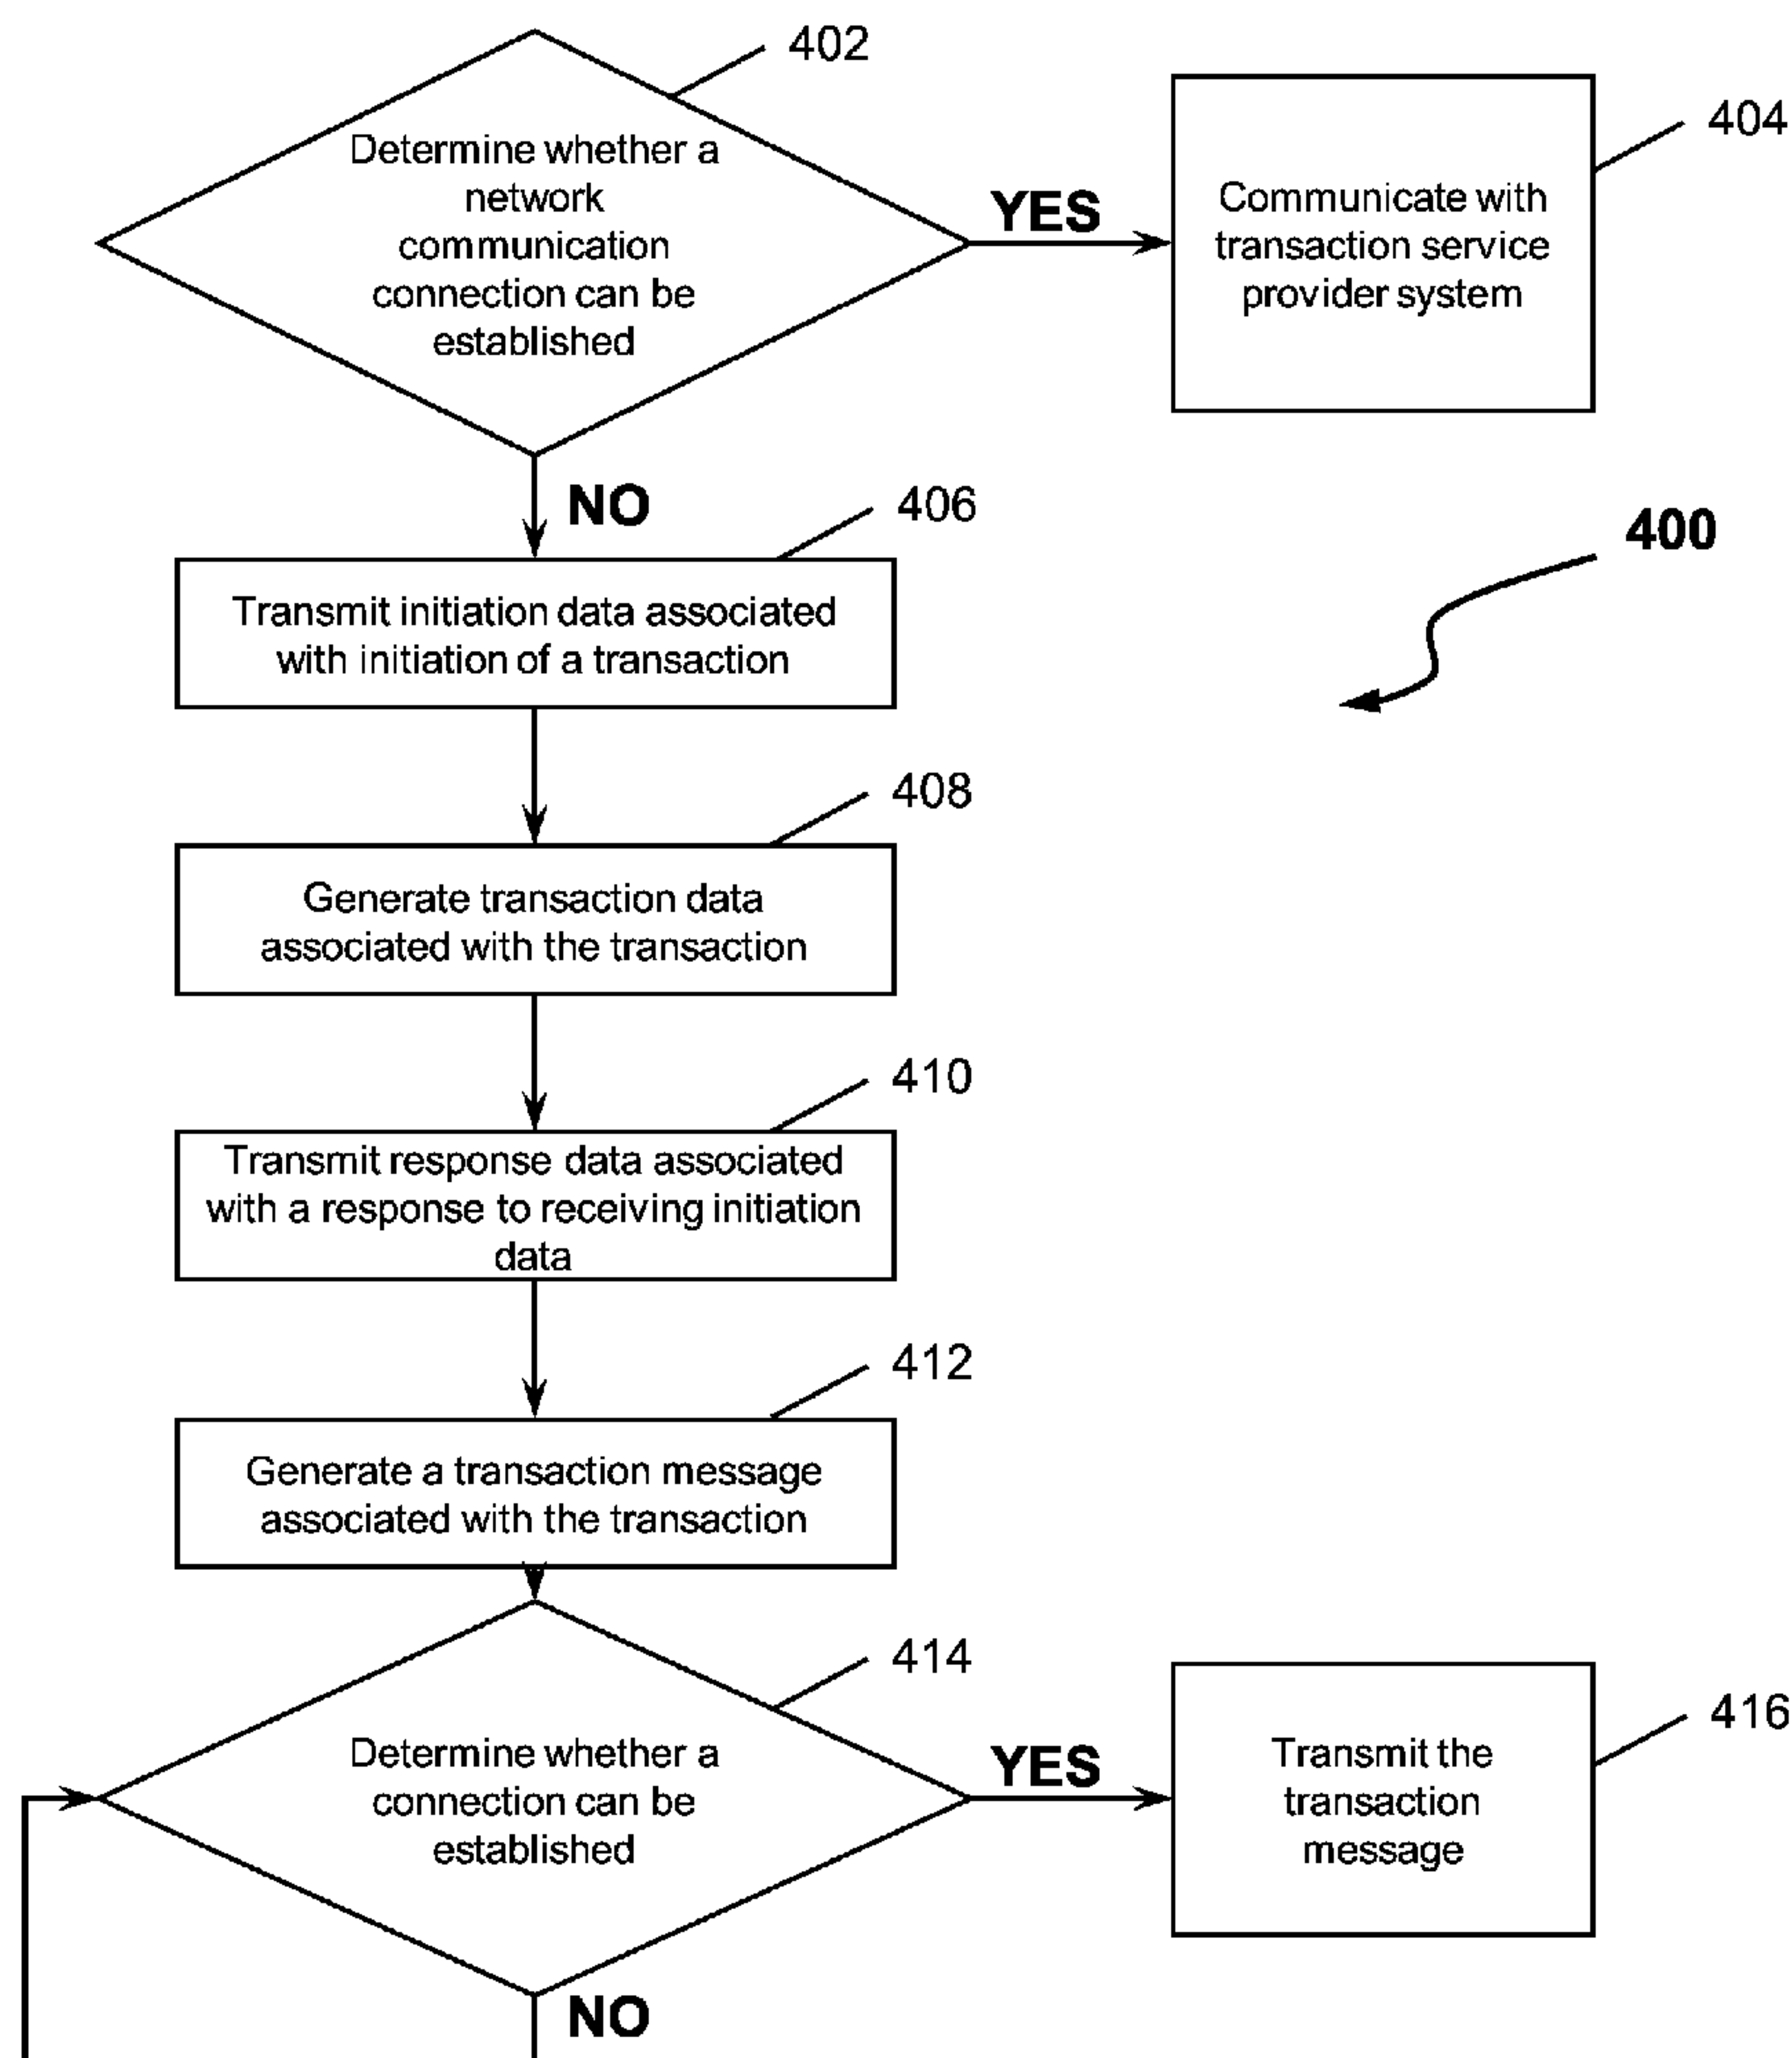 402
Determine whether a
network
communication
connection can be
established
YES
404
Communicate with
transaction service
provider system
NO
406
400
Transmit initiation data associated
with initiation of a transaction
408
Generate transaction data
associated with the transaction
410
Transmit response data associated
with a response to receiving initiation
data
412
Generate a transaction message
associated with the transaction
414
Determine whether a
connection can be
established
YES
416
Transmit the
transaction
message
NO